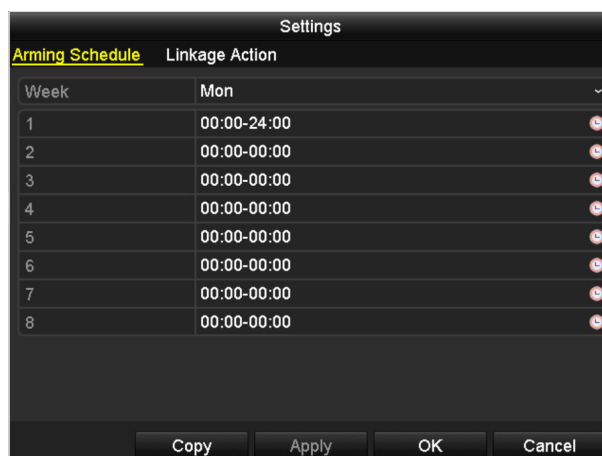 Settings
Arming Schedule Linkage Action
Week Mon
1 00:00-24:00
2 00:00-00:00
3 00:00-00:00
4 00:00-00:00
5 00:00-00:00
6 00:00-00:00
7 00:00-00:00
8 00:00-00:00
Copy Apply OK Cancel